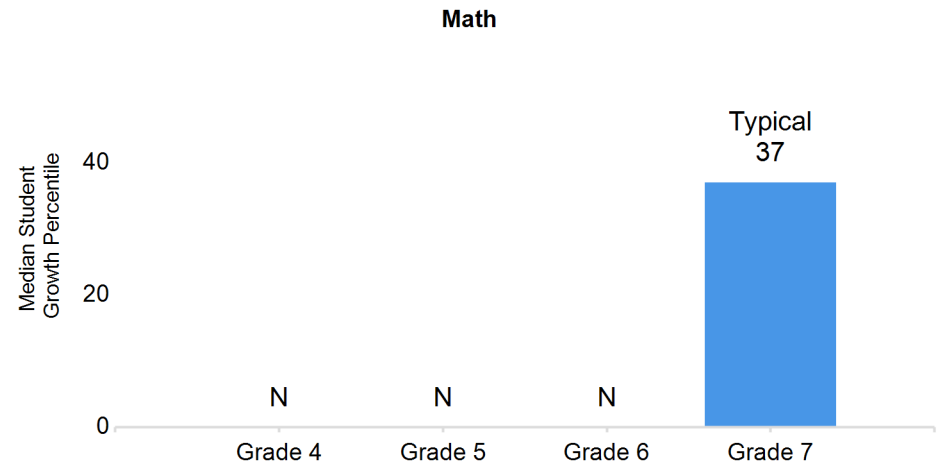 Math
Median Student
Growth Percentile
40
20
0
Typical
37
N
N
N
Grade 4
Grade 5
Grade 6
Grade 7